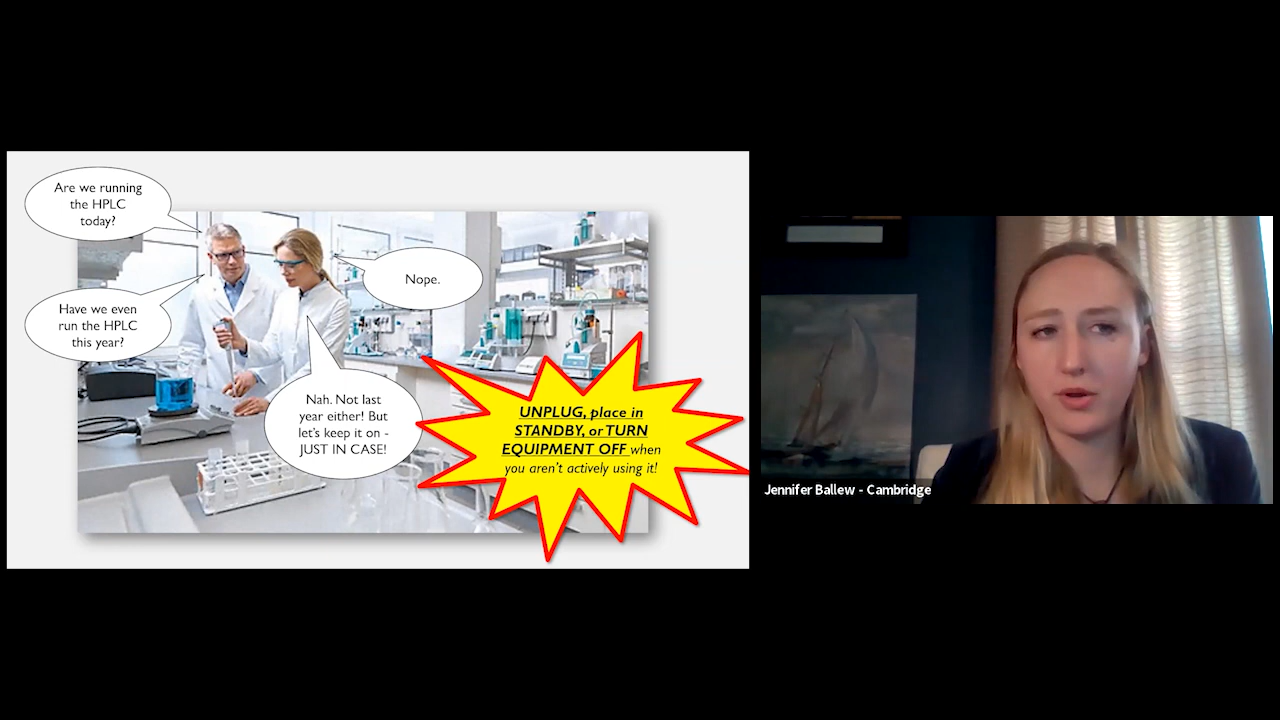 Are we running
the HPLC
today?
Nope.
Have we even
run the HPLC
this year?
Nah. Not last
year either! But
let's keep it on -
JUST IN CASE!
UNPLUG, place in
STANDBY, or TURN
EQUIPMENT OFF when
you aren't actively using it!
Jennifer Ballew - Cambridge